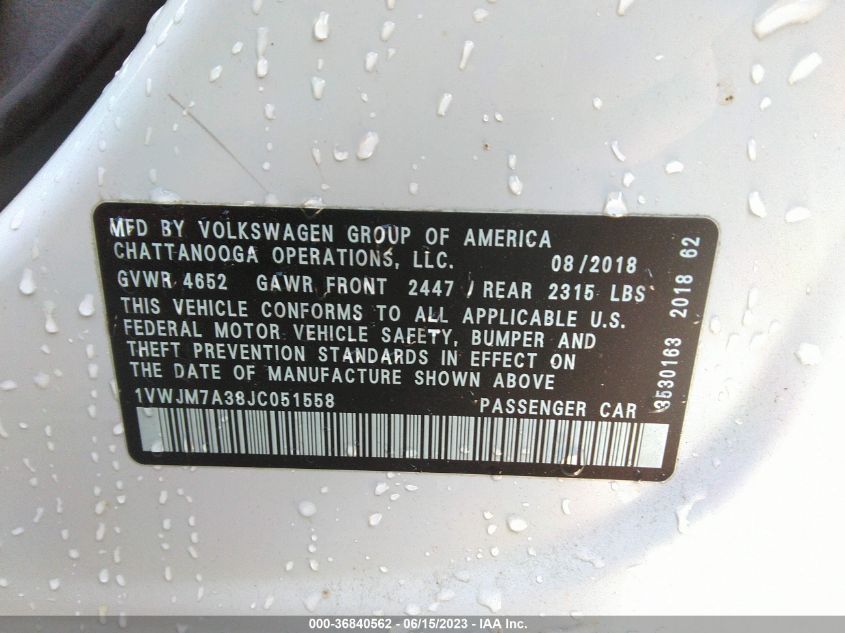 MFD BY VOLKSWAGEN GROUP OF AMERICA
CHATTANOOGA OPERATIONS, LLC. 08/2018
GVWR 4652 GAWR FRONT 2447 / REAR 2315 LBS
THIS VEHICLE CONFORMS TO ALL APPLICABLE U.S.
FEDERAL MOTOR VEHICLE SAFETY, BUMPER AND
THEFT PREVENTION STANDARDS IN EFFECT ON
THE DATE OF MANUFACTURE SHOWN ABOVE
1VWJM7A38JC051558 PASSENGER CAR
3530163 2018 62
000-36840562 - 06/15/2023 - IAA Inc.